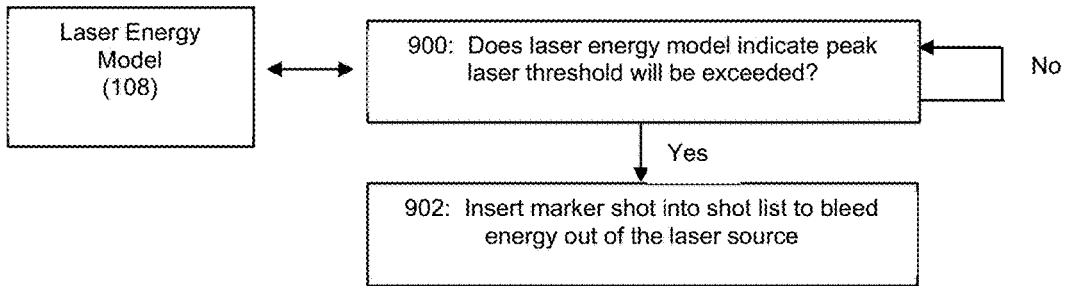 Laser Energy
Model
(108)
900: Does laser energy model indicate peak
laser threshold will be exceeded?
No
Yes
902: Insert marker shot into shot list to bleed
energy out of the laser source